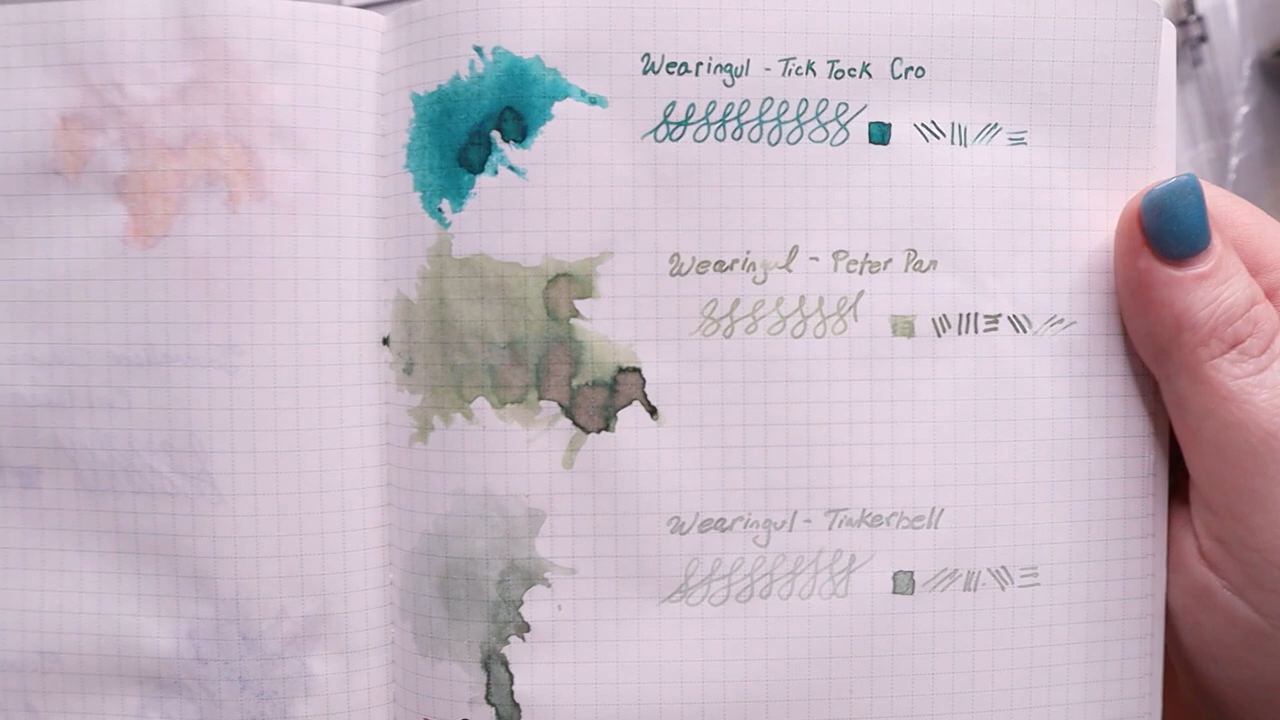 Wearingul - Tick Tock Cro
Wearingul - Peter Pan
Wearingul - Tinkerbell